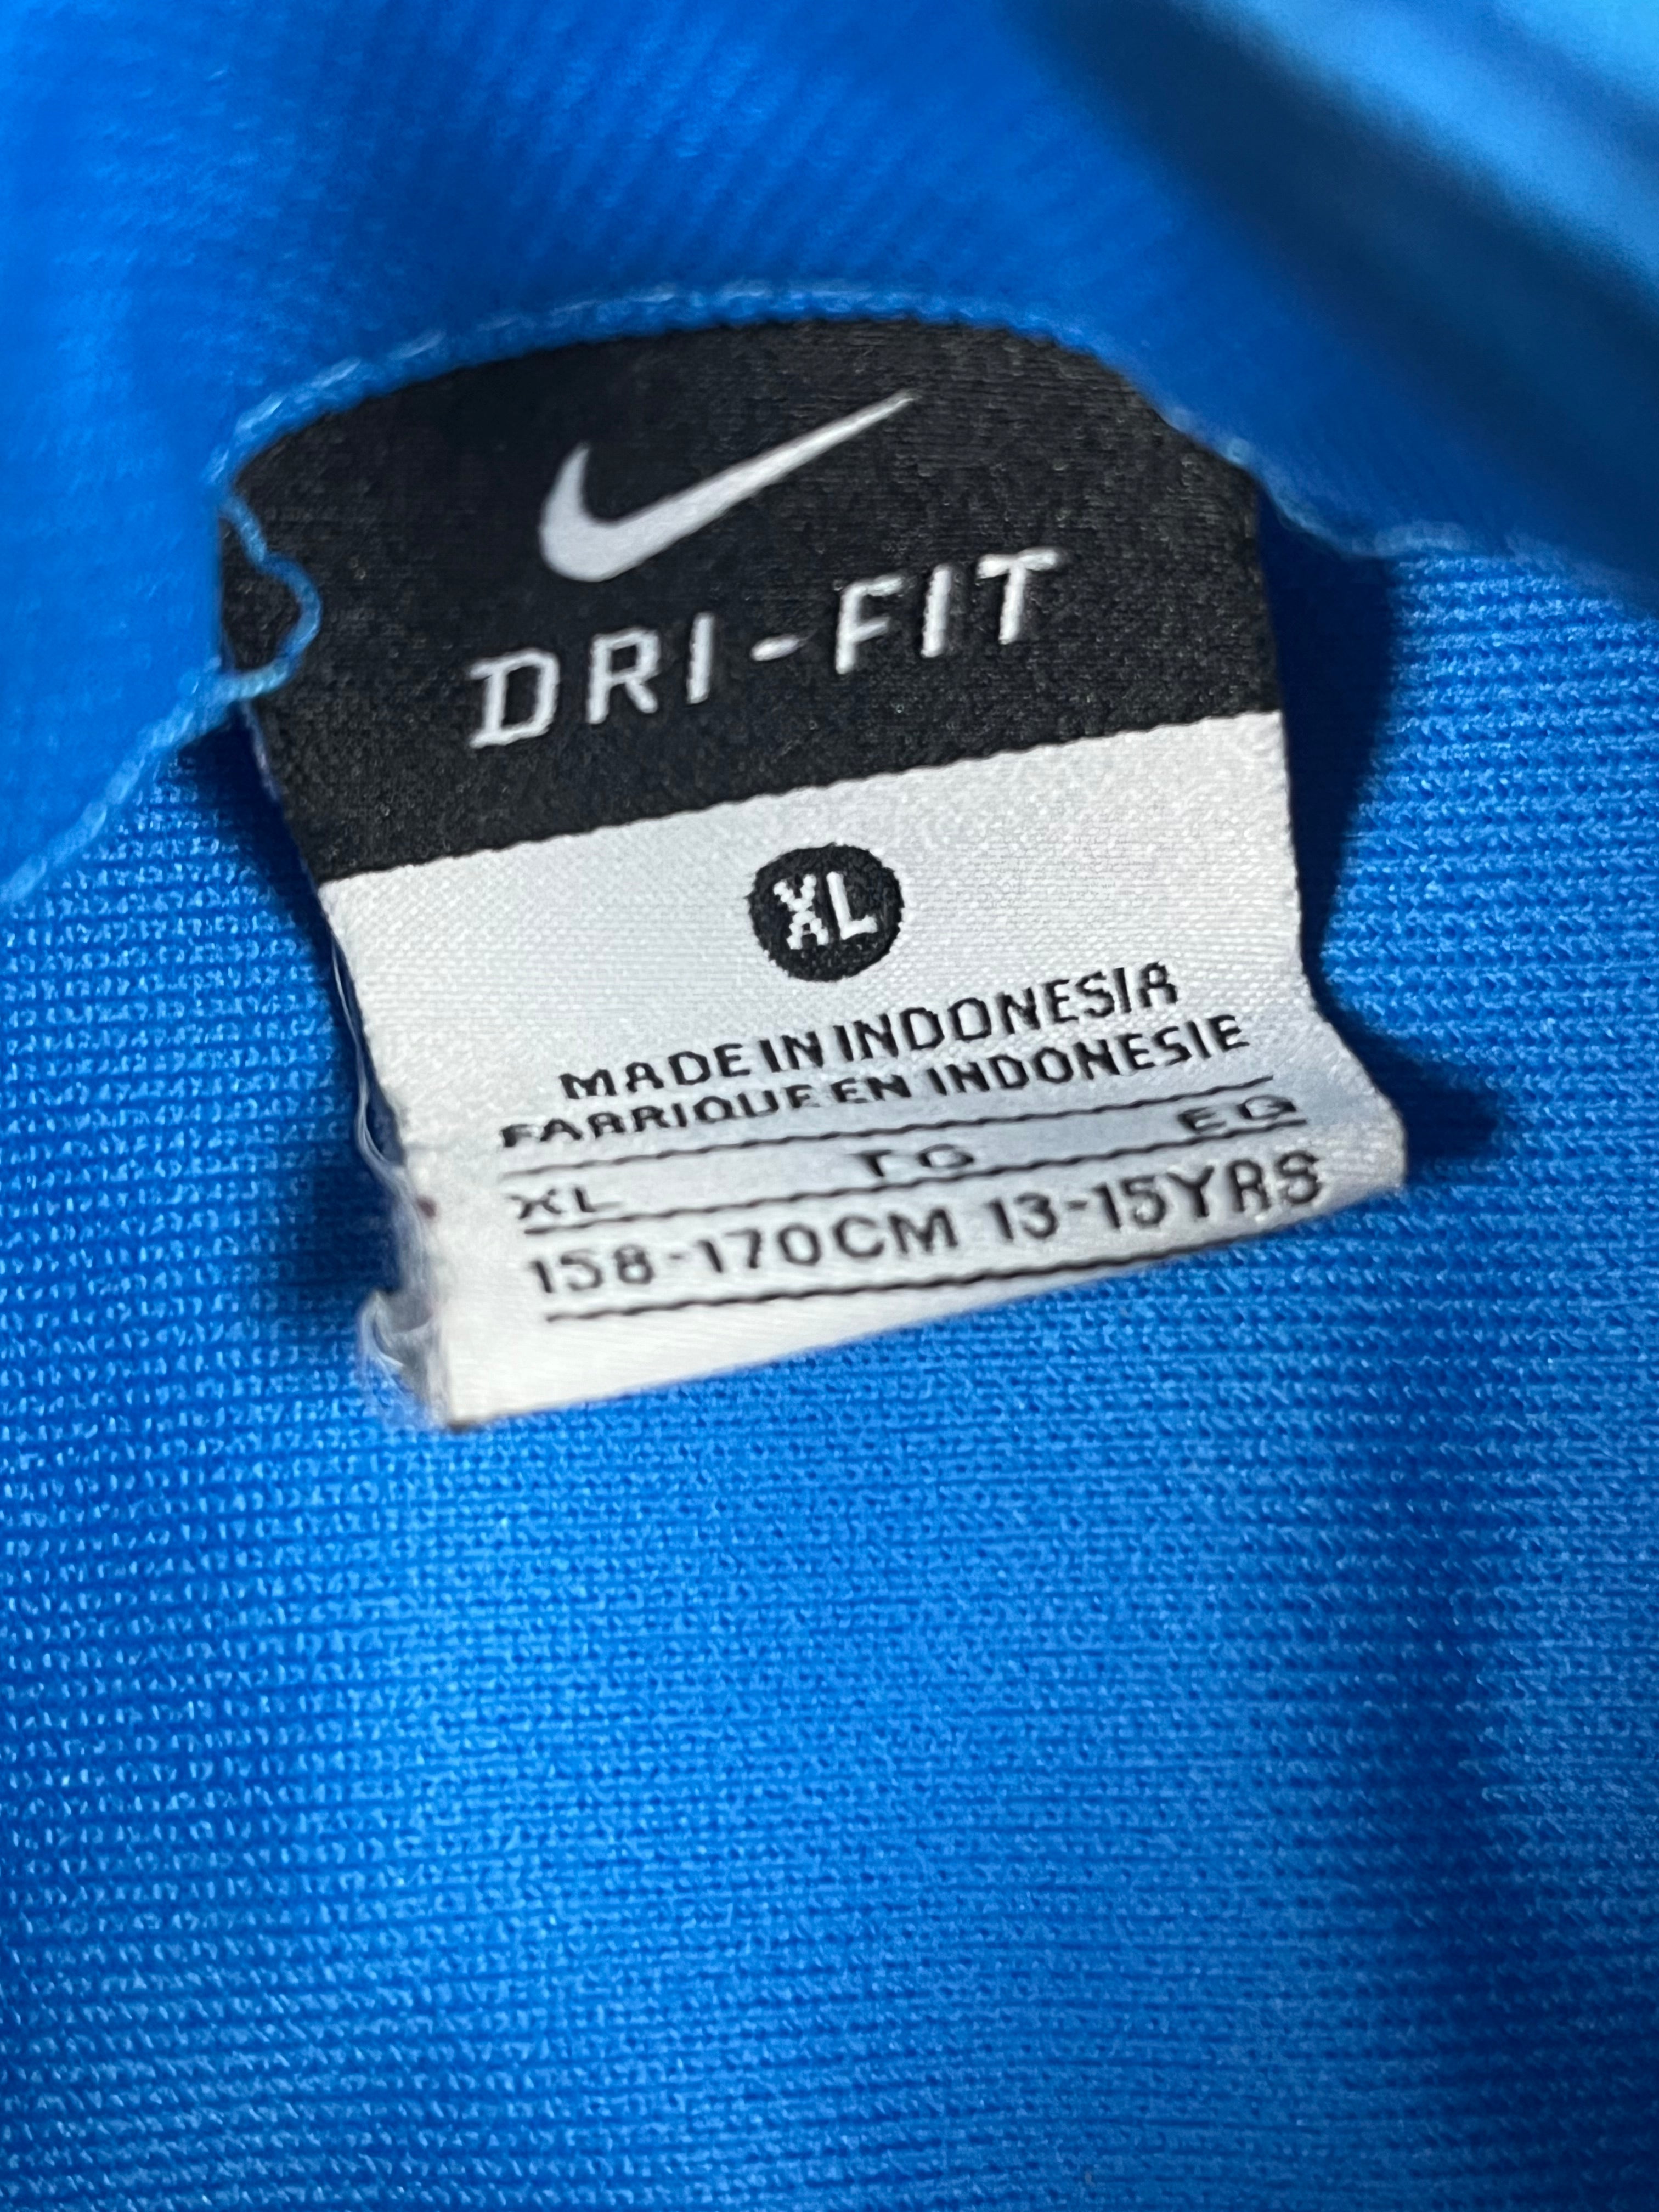 DRI-FIT
XL
MADE IN INDONESIA
FABRIQUE EN INDONESIE
XL TG EG
158-170CM 13-15YRS